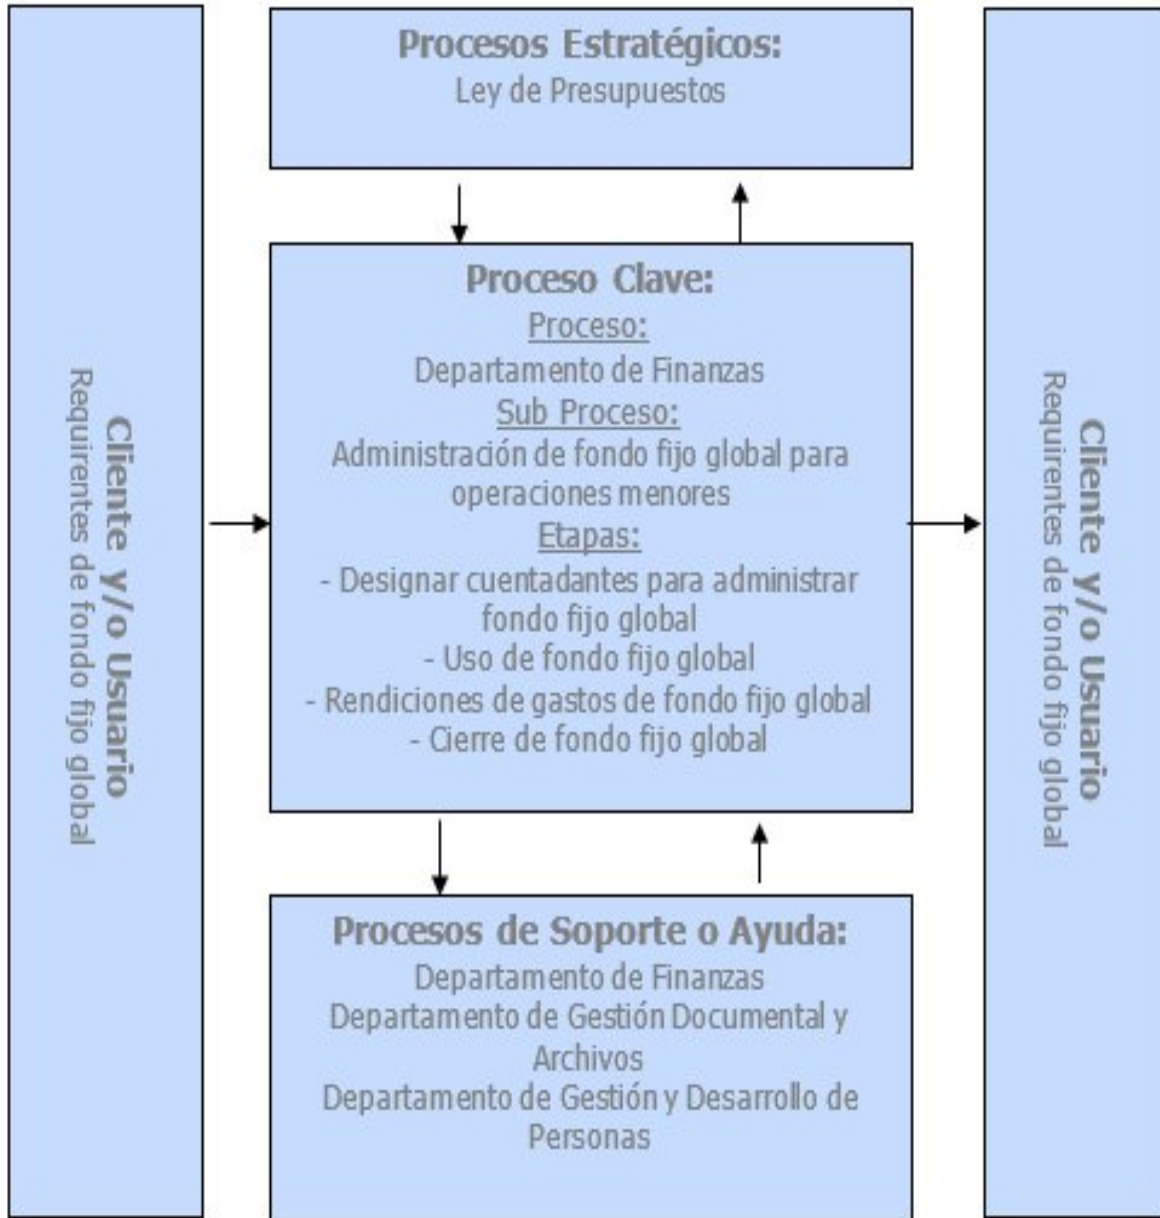 Procesos Estratégicos:
Ley de Presupuestos
Cliente y/o Usuario
Requirentes de fondo fijo global
Proceso Clave:
Proceso:
Departamento de Finanzas
Sub Proceso:
Administración de fondo fijo global para
operaciones menores
Etapas:
- Designar cuentadantes para administrar
fondo fijo global
- Uso de fondo fijo global
- Rendiciones de gastos de fondo fijo global
- Cierre de fondo fijo global
Cliente y/o Usuario
Requirentes de fondo fijo global
Procesos de Soporte o Ayuda:
Departamento de Finanzas
Departamento de Gestión Documental y
Archivos
Departamento de Gestión y Desarrollo de
Personas